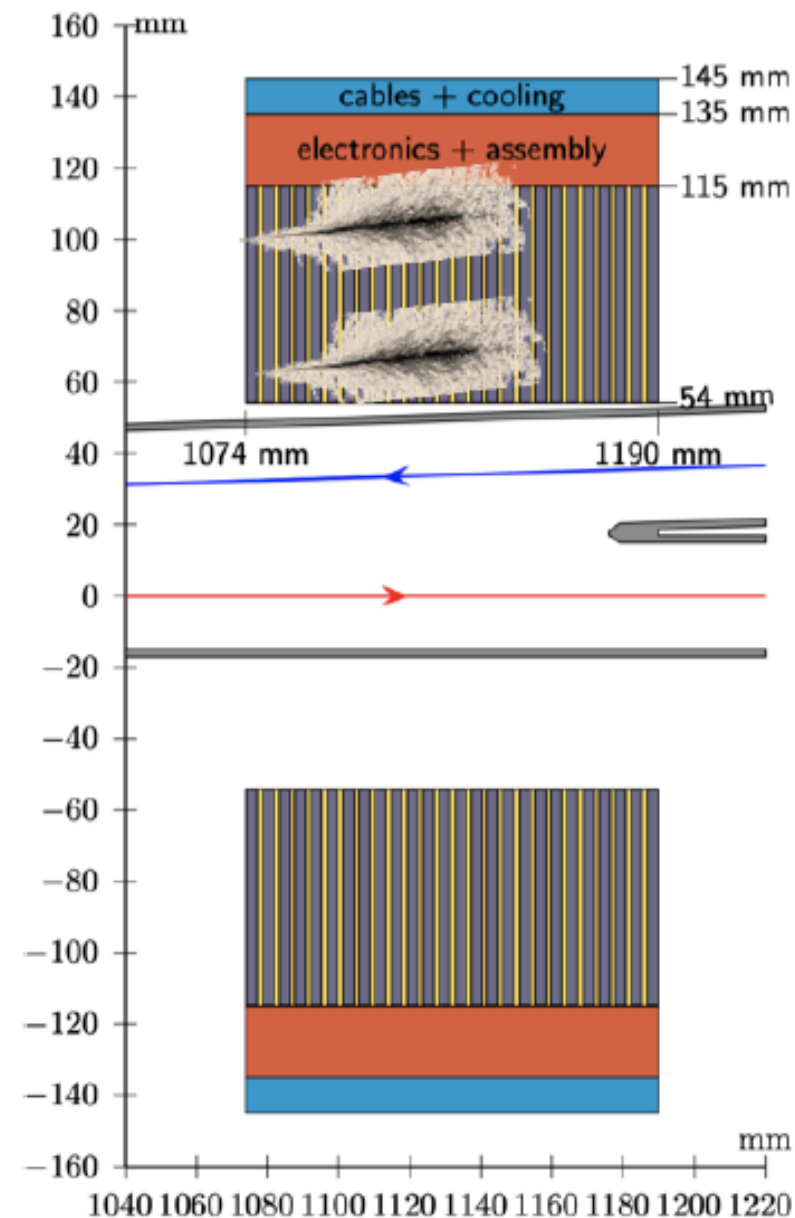 160
mm
140
120
100
80
60
40
20
0
−20
−40
−60
−80
−100
−120
−140
−160
cables + cooling
electronics + assembly
145 mm
135 mm
115 mm
54 mm
1074 mm
1190 mm
mm
1040 1060 1080 1100 1120 1140 1160 1180 1200 1220